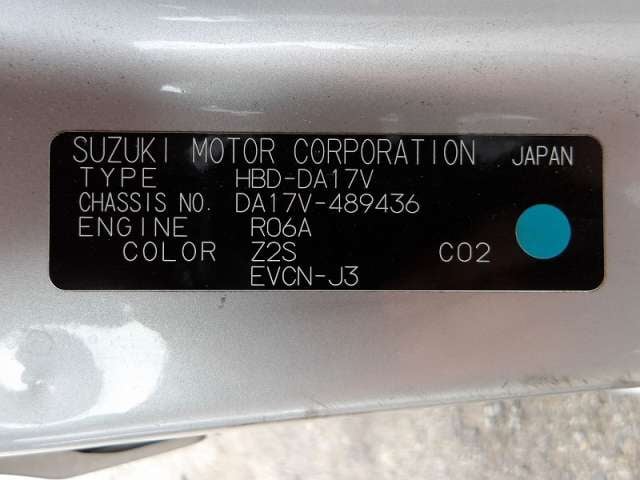 SUZUKI MOTOR CORPORATION JAPAN
TYPE HBD-DA17V
CHASSIS NO. DA17V-489436
ENGINE R06A
COLOR Z2S C02
EVCN-J3